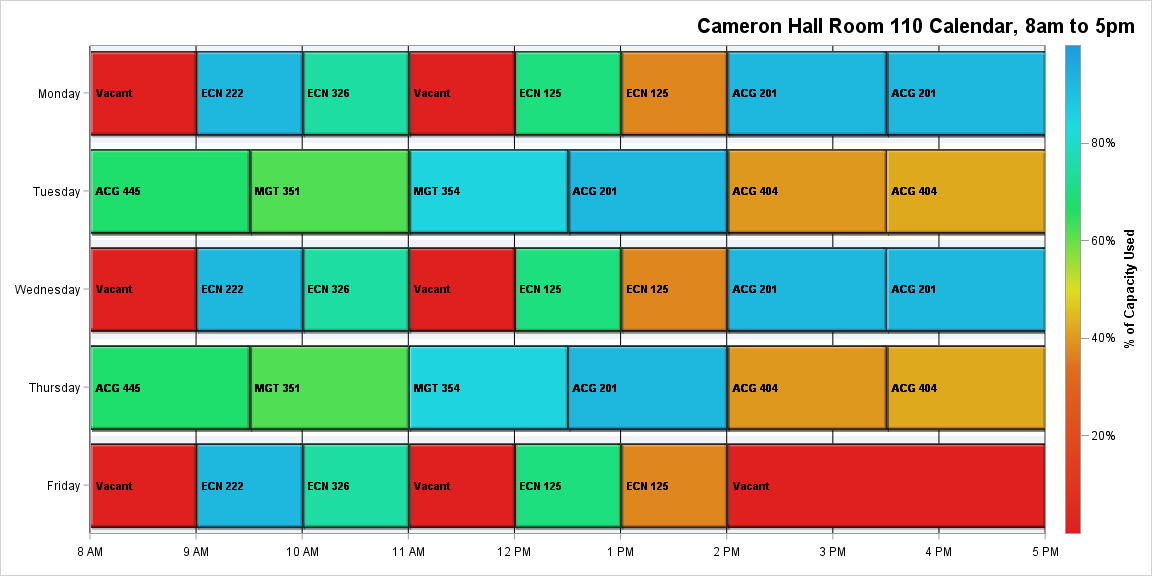 Cameron Hall Room 110 Calendar, 8am to 5pm
Monday
Vacant
ECN 222
ECN 326
Vacant
ECN 125
ECN 125
ACG 201
ACG 201
Tuesday
ACG 445
MGT 351
MGT 354
ACG 201
ACG 404
ACG 404
Wednesday
Vacant
ECN 222
ECN 326
Vacant
ECN 125
ECN 125
ACG 201
ACG 201
Thursday
ACG 445
MGT 351
MGT 354
ACG 201
ACG 404
ACG 404
Friday
Vacant
ECN 222
ECN 326
Vacant
ECN 125
ECN 125
Vacant
8 AM
9 AM
10 AM
11 AM
12 PM
1 PM
2 PM
3 PM
4 PM
5 PM
80%
60%
40%
20%
% of Capacity Used